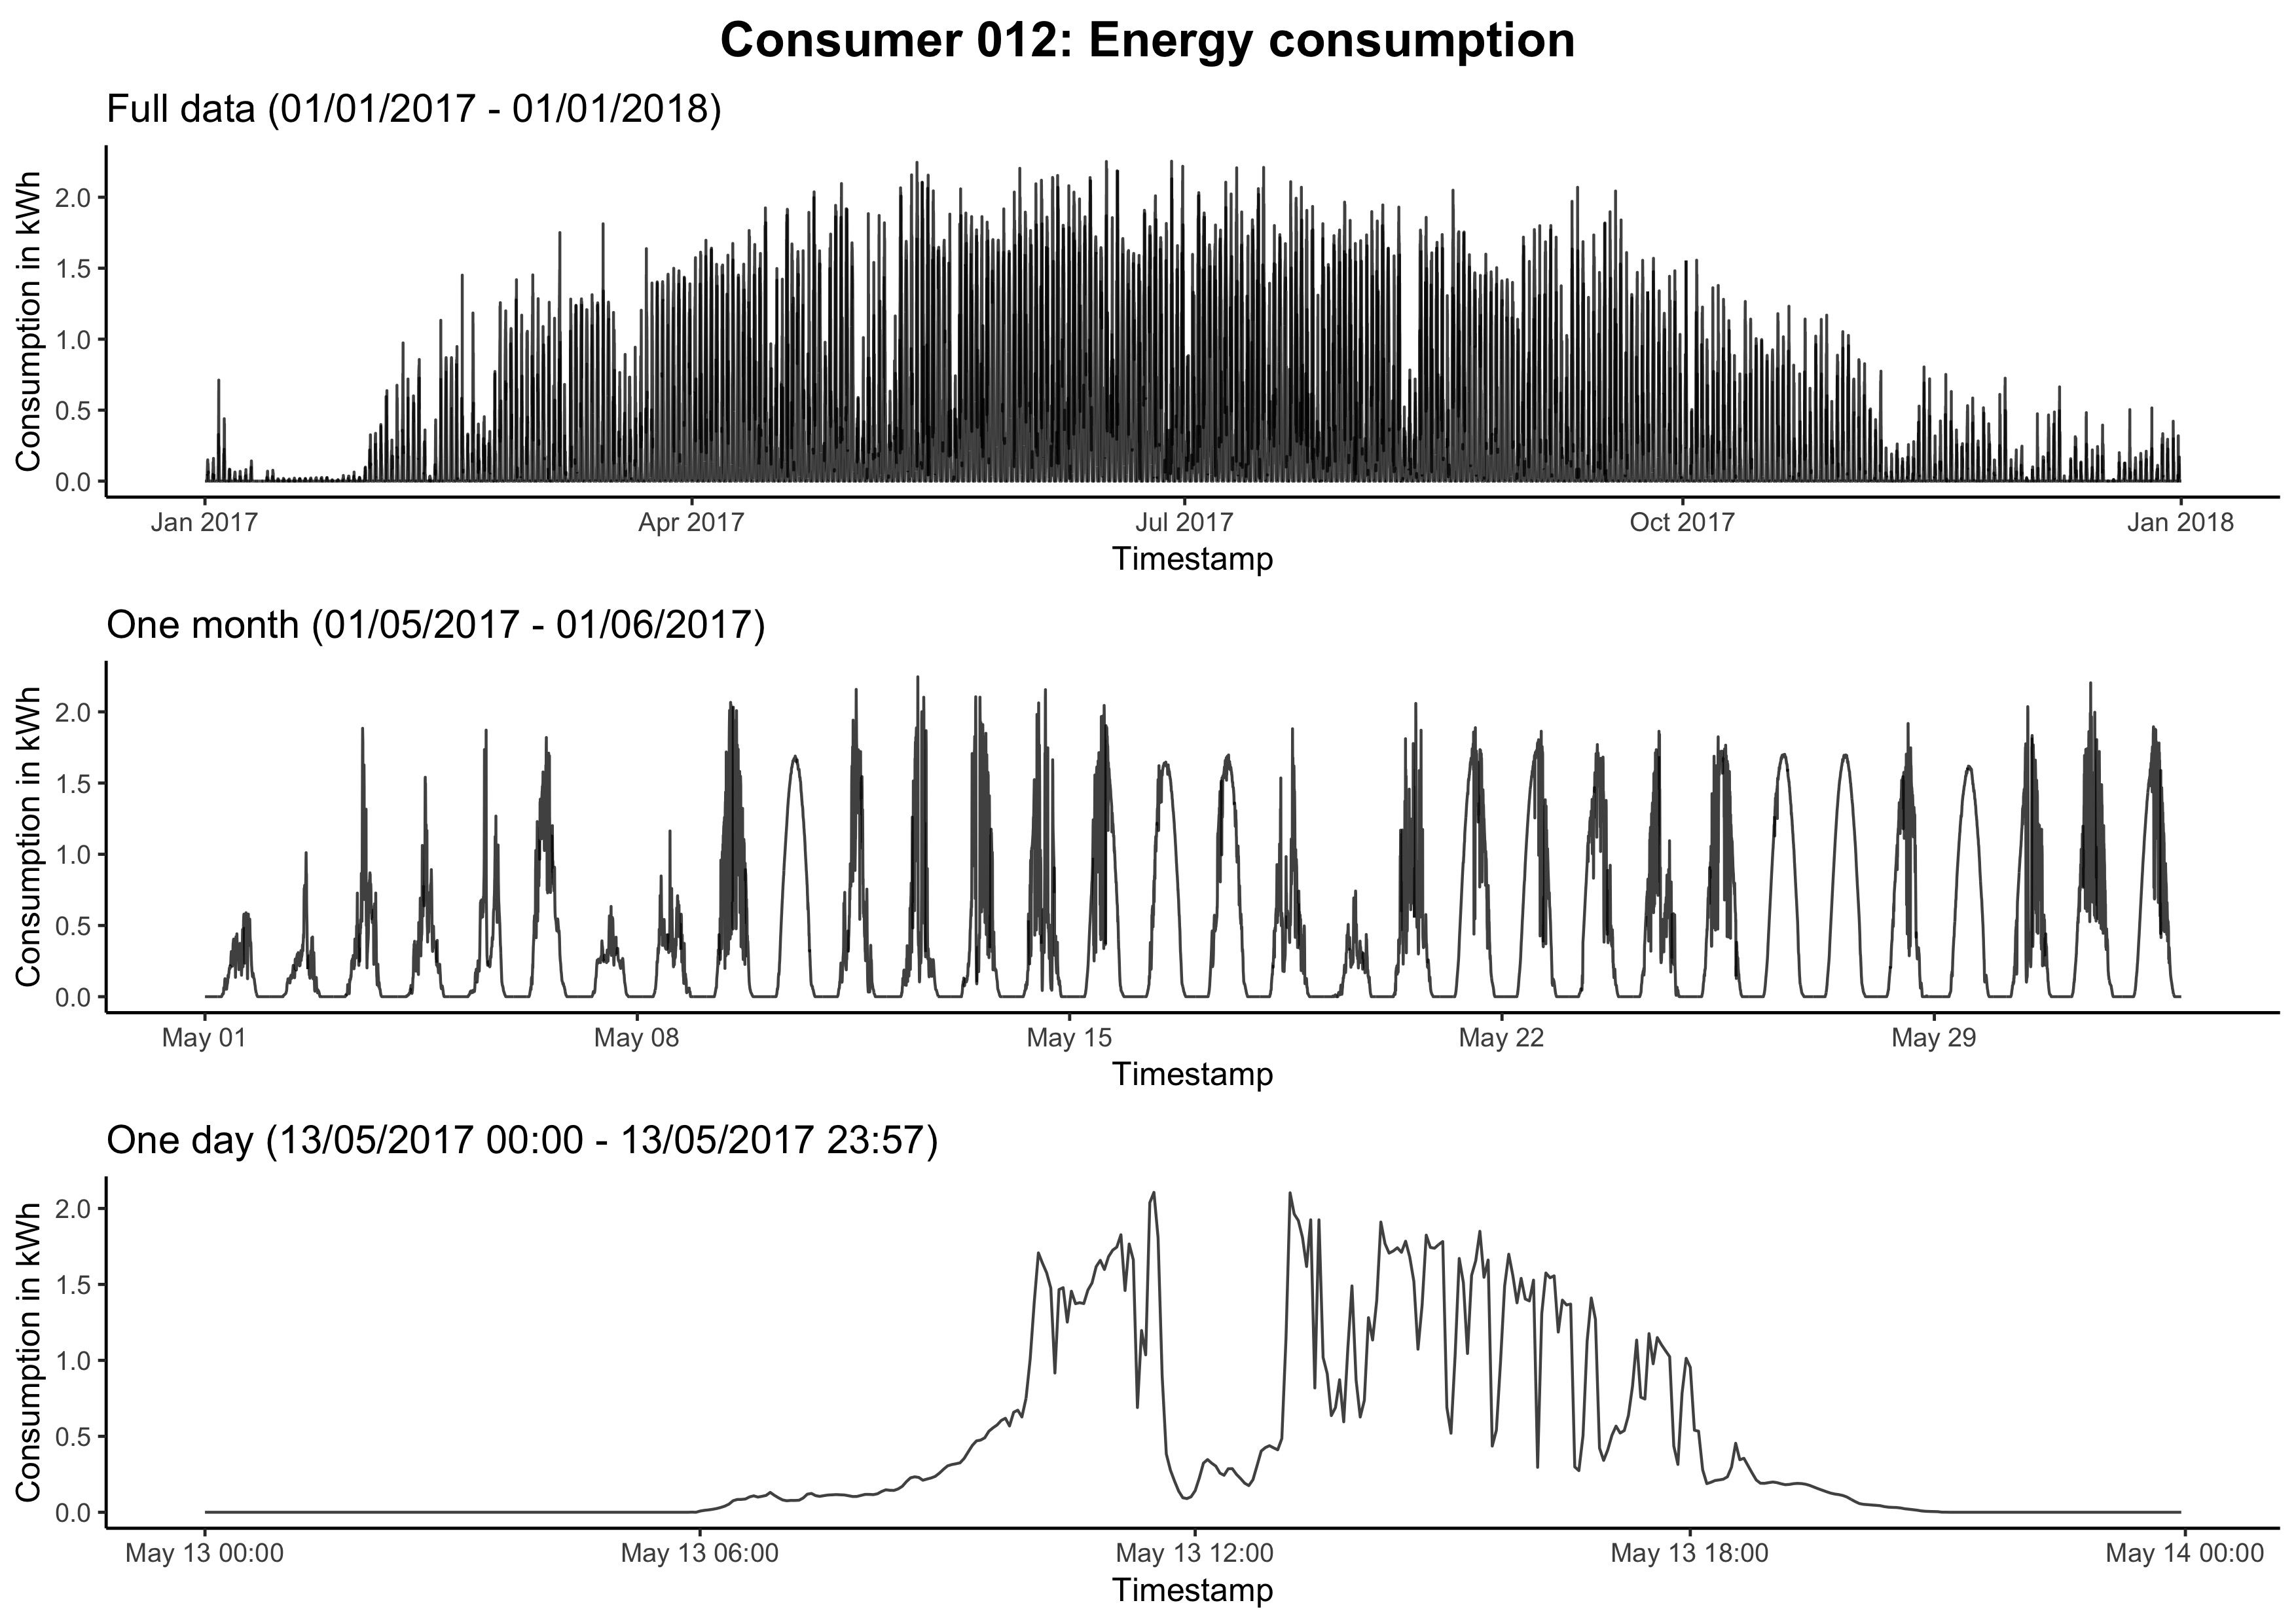 Consumer 012: Energy consumption
Full data (01/01/2017 - 01/01/2018)
Consumption in kWh
2.0
1.5
1.0
0.5
0.0
Jan 2017 Apr 2017 Jul 2017 Oct 2017 Jan 2018
Timestamp
One month (01/05/2017 - 01/06/2017)
Consumption in kWh
2.0
1.5
1.0
0.5
0.0
May 01 May 08 May 15 May 22 May 29
Timestamp
One day (13/05/2017 00:00 - 13/05/2017 23:57)
Consumption in kWh
2.0
1.5
1.0
0.5
0.0
May 13 00:00 May 13 06:00 May 13 12:00 May 13 18:00 May 14 00:00
Timestamp